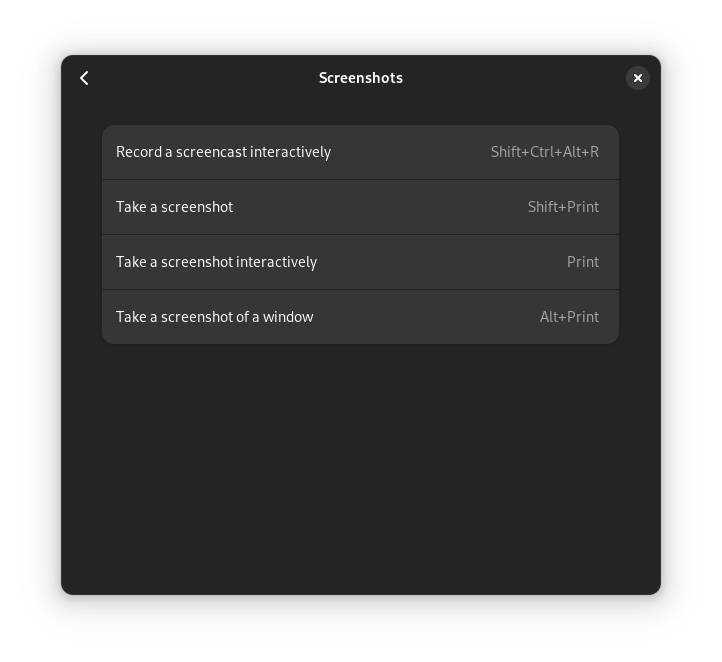 Screenshots
Record a screencast interactively Shift+Ctrl+Alt+R
Take a screenshot Shift+Print
Take a screenshot interactively Print
Take a screenshot of a window Alt+Print